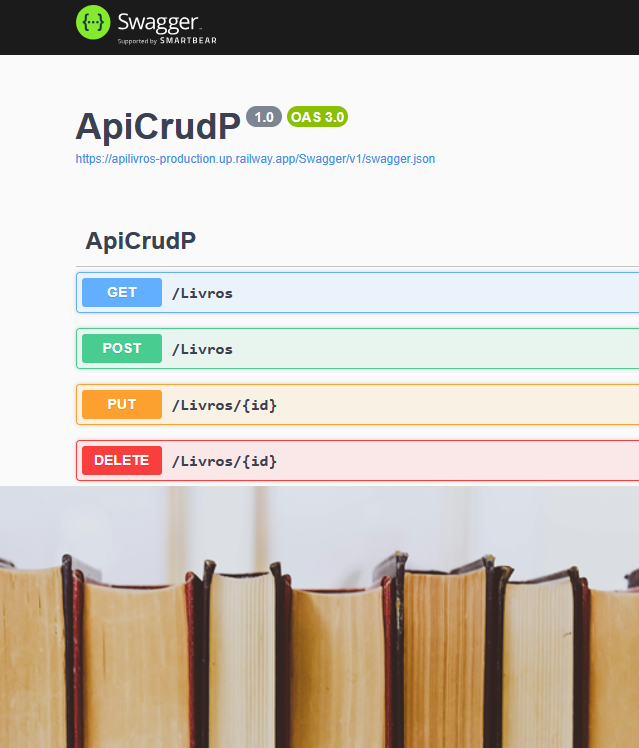 Swagger
Supported by SMARTBEAR
ApiCrudP 1.0 OAS 3.0
https://apilivros-production.up.railway.app/Swagger/v1/swagger.json
ApiCrudP
GET /Livros
POST /Livros
PUT /Livros/{id}
DELETE /Livros/{id}